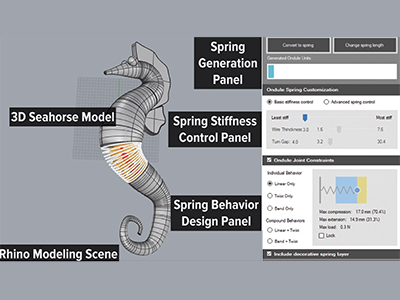 3D Seahorse Model
Rhino Modeling Scene
Spring
Generation
Panel
Spring Stiffness
Control Panel
Spring Behavior
Design Panel
Convert to spring
Change spring length
Generated Ondule Units
Ondule Spring Customization
Basic stiffness control
Advanced spring control
Least stiff
Most stiff
Wire Thinckness 3.0 1.6 7.6
Turn Gap: 4.0 3.2 30.4
Ondule Joint Constraints
Individual Behavior
Linear Only
Twist Only
Bend Only
Compound Behaviors
Linear + Twist
Bend + Twist
Max compression: 17.0 mm (70.4%)
Max extension: 14.9 mm (31.3%)
Max load 0.3 N
Lock
Include decorative spring layer